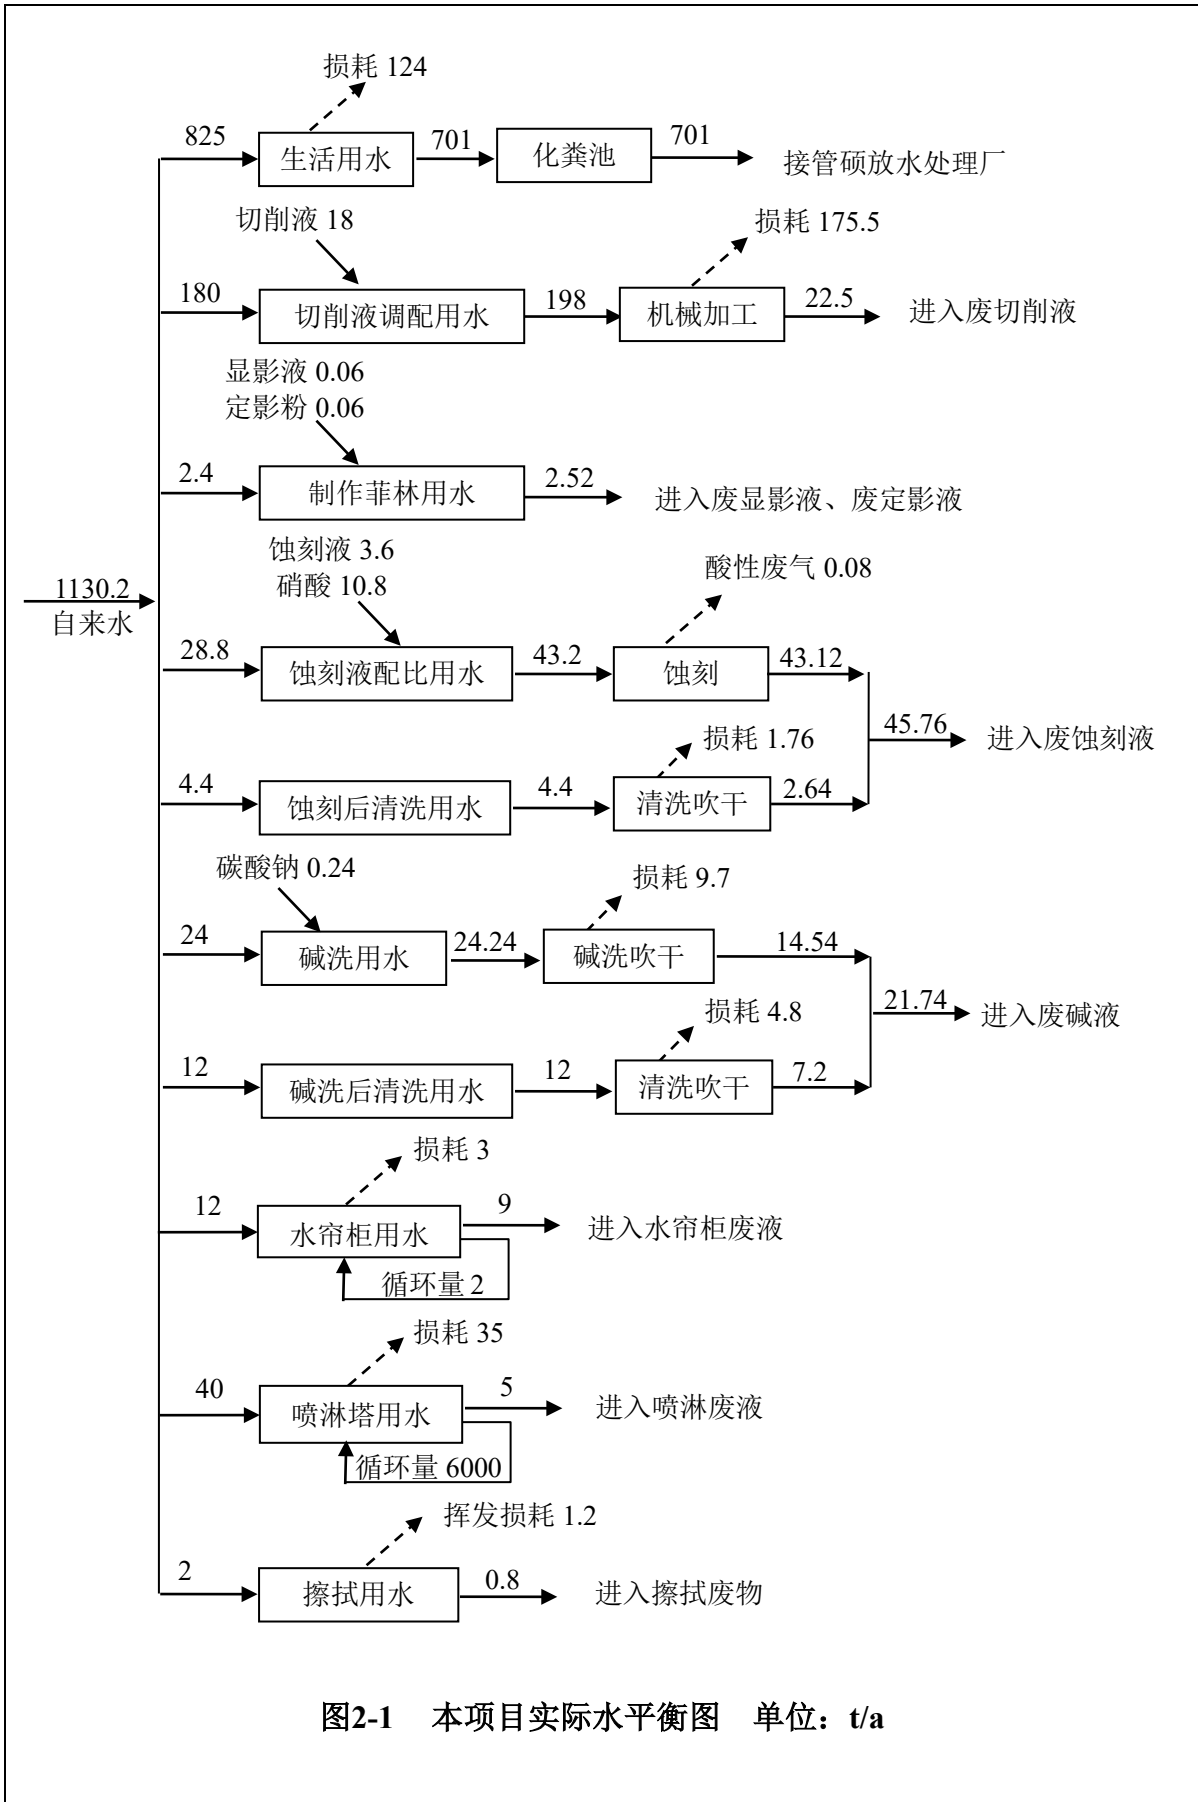 损耗 124
825
生活用水
701
化粪池
701
接管硕放水处理厂
切削液 18
损耗 175.5
180
切削液调配用水
198
机械加工
22.5
进入废切削液
显影液 0.06
定影粉 0.06
2.4
制作菲林用水
2.52
进入废显影液、废定影液
蚀刻液 3.6
硝酸 10.8
酸性废气 0.08
1130.2
自来水
28.8
蚀刻液配比用水
43.2
蚀刻
43.12
45.76
进入废蚀刻液
损耗 1.76
4.4
蚀刻后清洗用水
4.4
清洗吹干
2.64
碳酸钠 0.24
损耗 9.7
24
碱洗用水
24.24
碱洗吹干
14.54
21.74
进入废碱液
损耗 4.8
12
碱洗后清洗用水
12
清洗吹干
7.2
损耗 3
12
水帘柜用水
9
进入水帘柜废液
循环量 2
损耗 35
40
喷淋塔用水
5
进入喷淋废液
循环量 6000
挥发损耗 1.2
2
擦拭用水
0.8
进入擦拭废物
图2-1 本项目实际水平衡图 单位：t/a